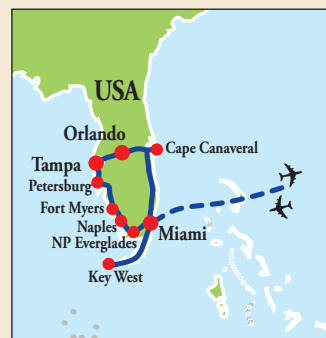 USA
Orlando
Cape Canaveral
Tampa
Petersburg
Fort Myers
Naples
Miami
NP Everglades
Key West